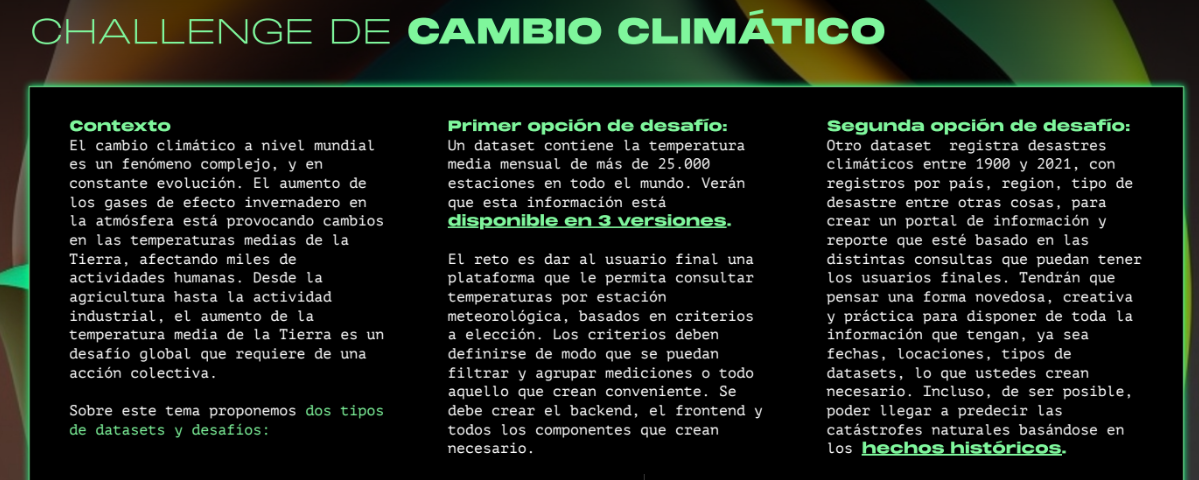 CHALLENGE DE CAMBIO CLIMÁTICO
Contexto
El cambio climático a nivel mundial
es un fenómeno complejo, y en
constante evolución. El aumento de
los gases de efecto invernadero en
la atmósfera está provocando cambios
en las temperaturas medias de la
Tierra, afectando miles de
actividades humanas. Desde la
agricultura hasta la actividad
industrial, el aumento de la
temperatura media de la Tierra es un
desafío global que requiere de una
acción colectiva.
Sobre este tema proponemos dos tipos
de datasets y desafíos:
Primer opción de desafío:
Un dataset contiene la temperatura
media mensual de más de 25.000
estaciones en todo el mundo. Verán
que esta información está
disponible en 3 versiones.
El reto es dar al usuario final una
plataforma que le permita consultar
temperaturas por estación
meteorológica, basados en criterios
a elección. Los criterios deben
definirse de modo que se puedan
filtrar y agrupar mediciones o todo
aquello que crean conveniente. Se
debe crear el backend, el frontend y
todos los componentes que crean
necesario.
Segunda opción de desafío:
Otro dataset  registra desastres
climáticos entre 1900 y 2021, con
registros por país, region, tipo de
desastre entre otras cosas, para
crear un portal de información y
reporte que esté basado en las
distintas consultas que puedan tener
los usuarios finales. Tendrán que
pensar una forma novedosa, creativa
y práctica para disponer de toda la
información que tengan, ya sea
fechas, locaciones, tipos de
datasets, lo que ustedes crean
necesario. Incluso, de ser posible,
poder llegar a predecir las
catástrofes naturales basándose en
los hechos históricos.